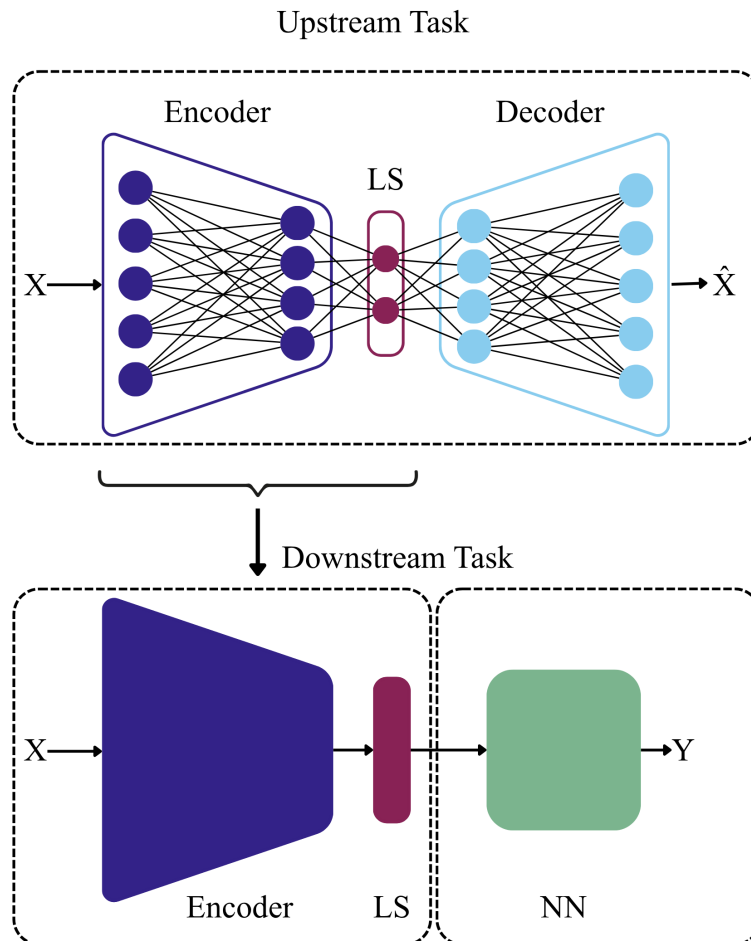 Upstream Task
Encoder
Decoder
LS
X
X̂
Downstream Task
X
Y
Encoder
LS
NN